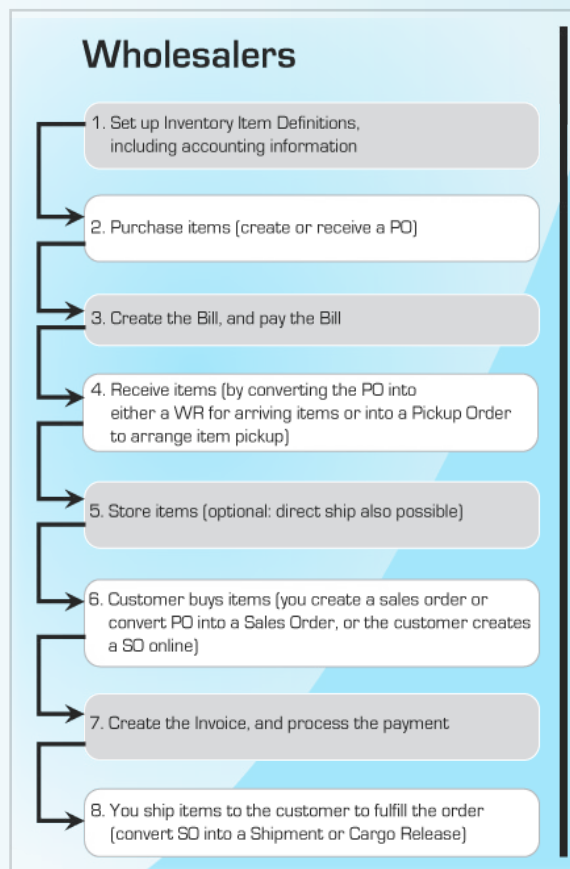 Wholesalers
1. Set up Inventory Item Definitions,
including accounting information
2. Purchase items (create or receive a PO)
3. Create the Bill, and pay the Bill
4. Receive items (by converting the PO into
either a WR for arriving items or into a Pickup Order
to arrange item pickup)
5. Store items (optional: direct ship also possible)
6. Customer buys items (you create a sales order or
convert PO into a Sales Order, or the customer creates
a SO online)
7. Create the Invoice, and process the payment
8. You ship items to the customer to fulfill the order
(convert SO into a Shipment or Cargo Release)